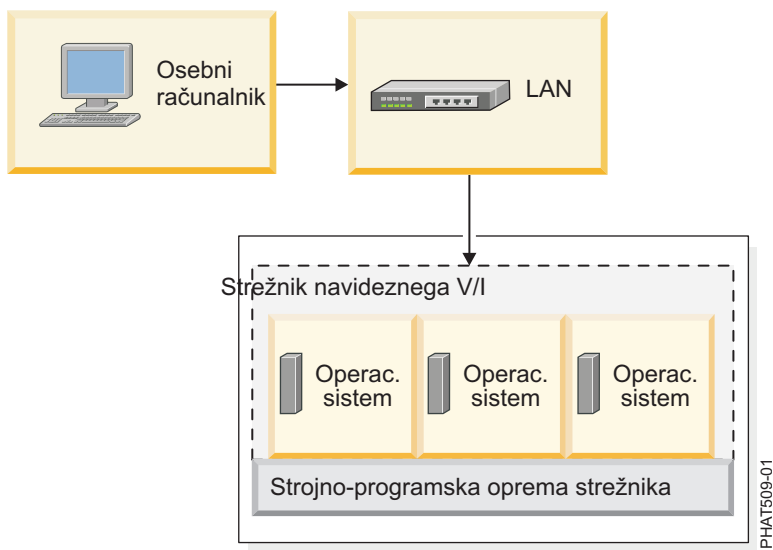 Osebni
računalnik
LAN
Strežnik navideznega V/I
Operac.
sistem
Operac.
sistem
Operac.
sistem
Strojno-programska oprema strežnika
PHAT509-01